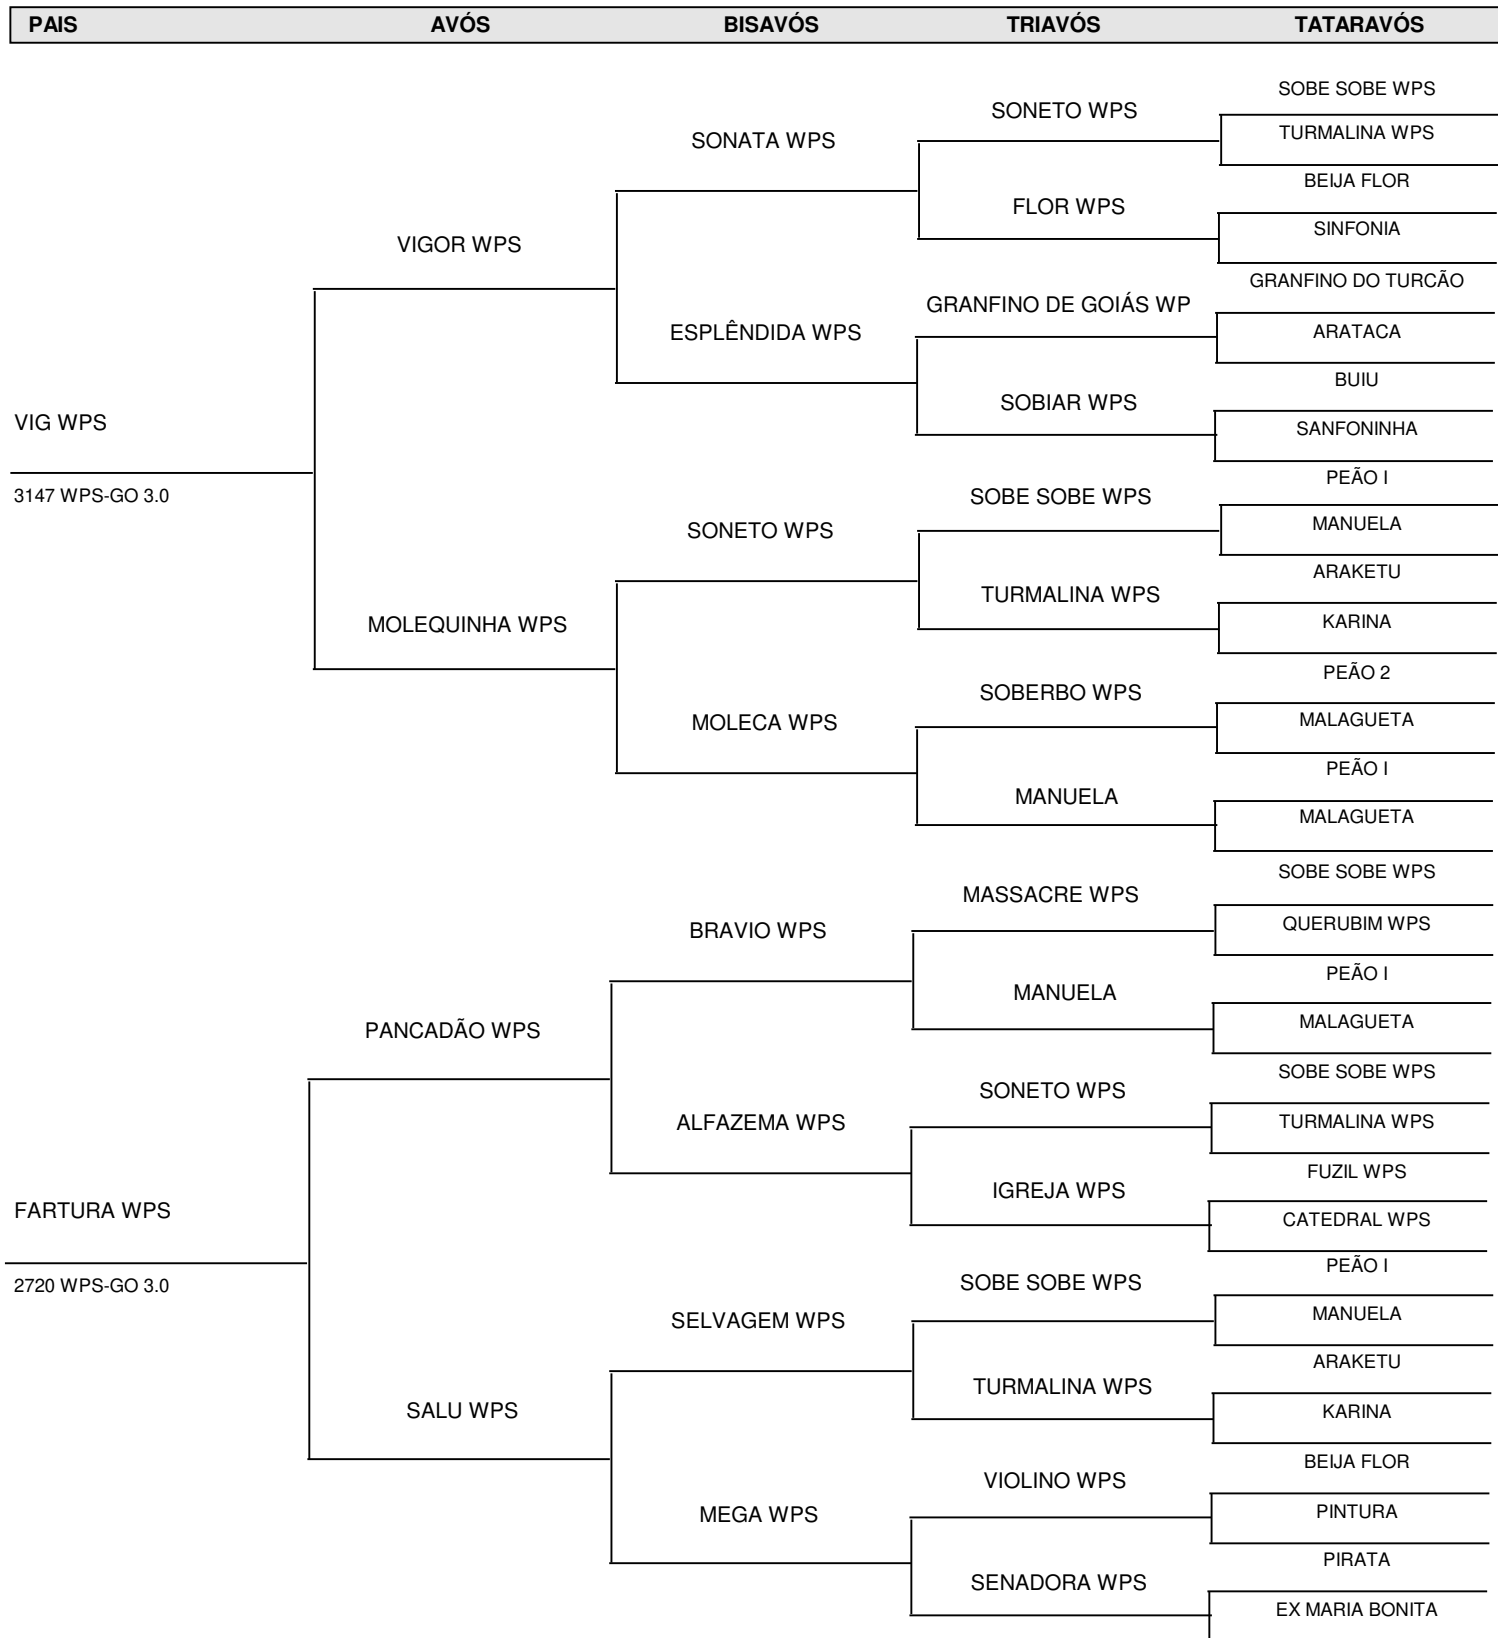 PAIS AVÓS BISAVÓS TRIAVÓS TATARAVÓS
SOBE SOBE WPS
SONETO WPS
TURMALINA WPS
SONATA WPS
BEIJA FLOR
FLOR WPS
SINFONIA
VIGOR WPS
GRANFINO DO TURCÃO
GRANFINO DE GOIÁS WP
ARATACA
ESPLÊNDIDA WPS
BUIU
SOBIAR WPS
SANFONINHA
VIG WPS
3147 WPS-GO 3.0
PEÃO I
SOBE SOBE WPS
MANUELA
SONETO WPS
ARAKETU
TURMALINA WPS
KARINA
MOLEQUINHA WPS
PEÃO 2
SOBERBO WPS
MALAGUETA
MOLECA WPS
PEÃO I
MANUELA
MALAGUETA
SOBE SOBE WPS
MASSACRE WPS
QUERUBIM WPS
BRAVIO WPS
PEÃO I
MANUELA
MALAGUETA
PANCADÃO WPS
SOBE SOBE WPS
SONETO WPS
TURMALINA WPS
ALFAZEMA WPS
FUZIL WPS
IGREJA WPS
CATEDRAL WPS
FARTURA WPS
2720 WPS-GO 3.0
PEÃO I
SOBE SOBE WPS
MANUELA
SELVAGEM WPS
ARAKETU
TURMALINA WPS
KARINA
SALU WPS
BEIJA FLOR
VIOLINO WPS
PINTURA
MEGA WPS
PIRATA
SENADORA WPS
EX MARIA BONITA